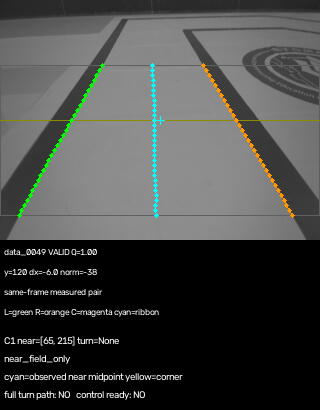 data_0049 VALID Q=1.00
y=120 dx=-6.0 norm=-38
same-frame measured pair
L=green R=orange C=magenta cyan=ribbon
C1 near=[65, 215] turn=None
near_field_only
cyan=observed near midpoint yellow=corner
full turn path: NO control ready: NO